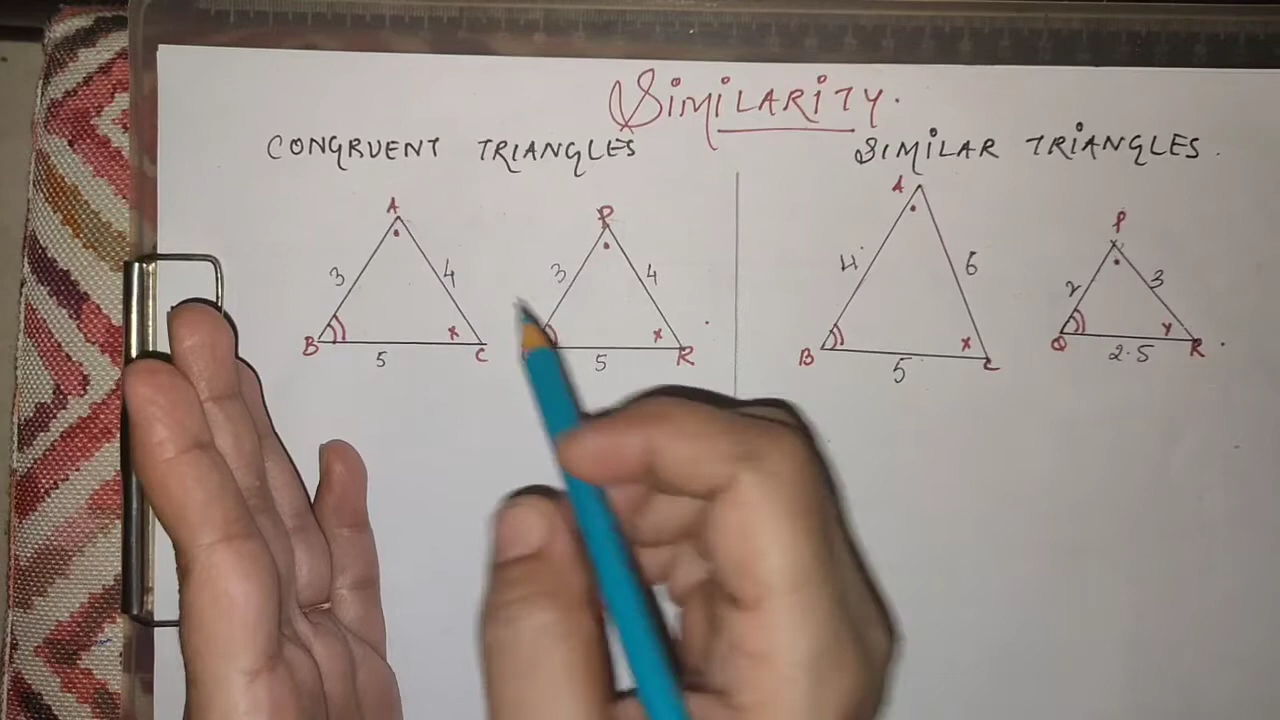 SIMILARITY.
CONGRUENT TRIANGLES
SIMILAR TRIANGLES.
A
3
4
B
5
C
P
3
4
5
R
A
4
6
B
5
C
P
2
3
Q
2.5
R